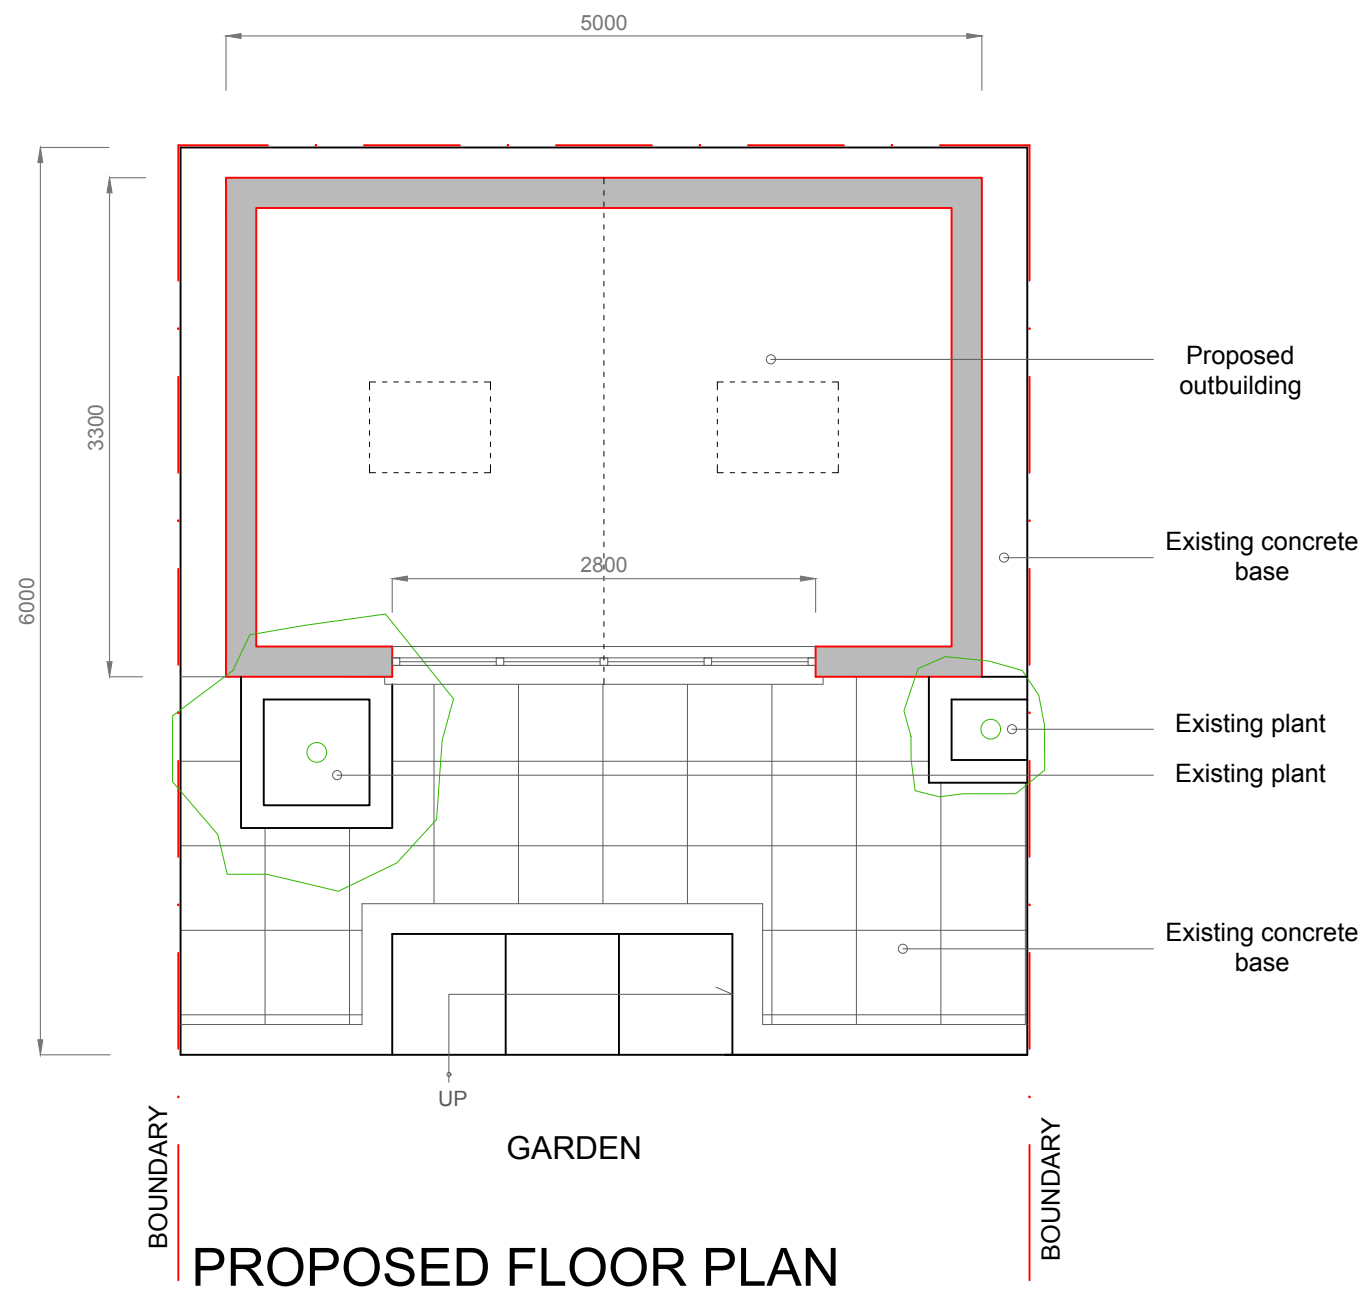 5000
3300
6000
Proposed
outbuilding
2800
Existing concrete
base
Existing plant
Existing plant
Existing concrete
base
UP
GARDEN
BOUNDARY
BOUNDARY
PROPOSED FLOOR PLAN